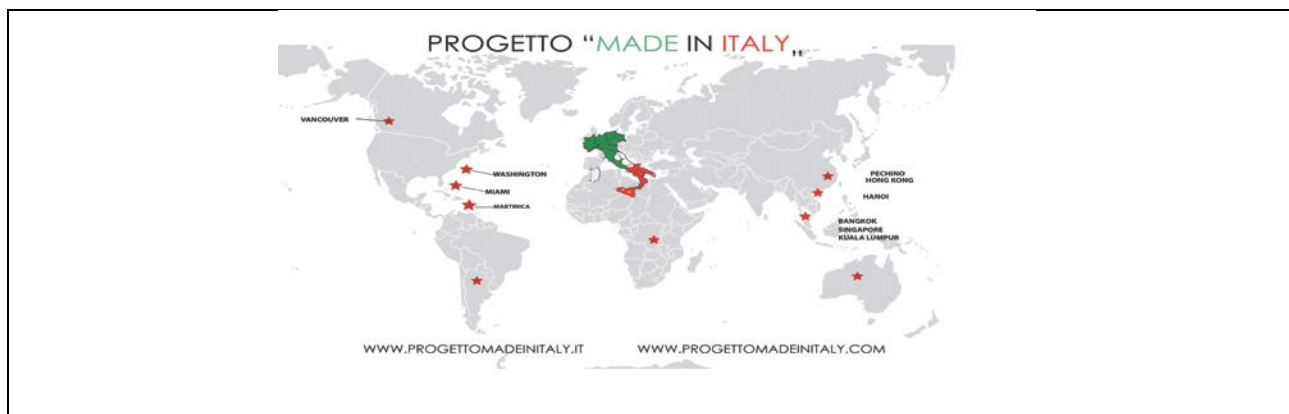 PROGETTO “MADE IN ITALY„
VANCOUVER
WASHINGTON
MIAMI
MARTINICA
PECHINO
HONG KONG
HANOI
BANGKOK
SINGAPORE
KUALA LUMPUR
WWW.PROGETTOMADEINITALY.IT WWW.PROGETTOMADEINITALY.COM